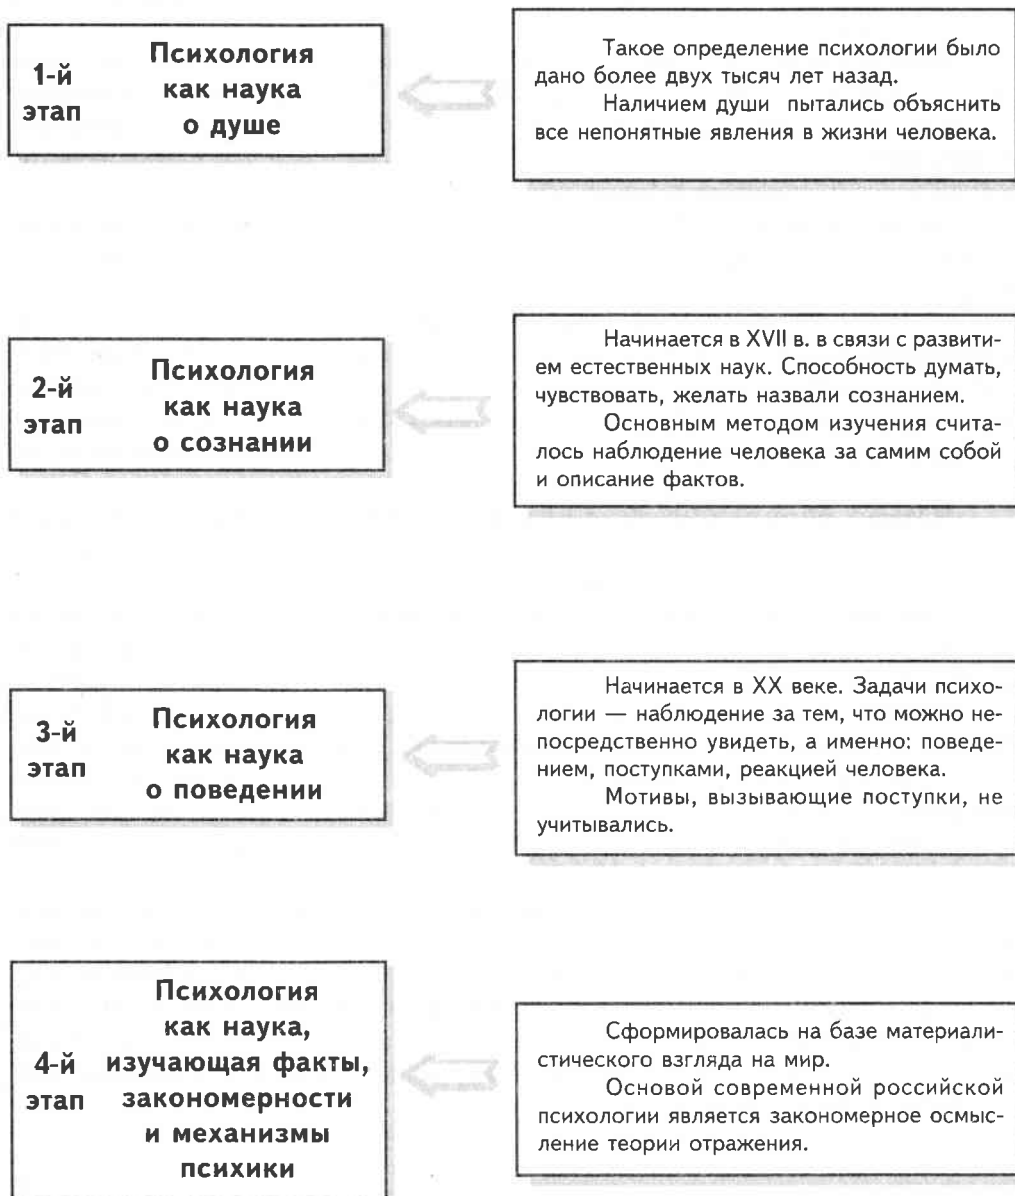 1-й
этап
Психология
как наука
о душе
Такое определение психологии было
дано более двух тысяч лет назад.
Наличием души пытались объяснить
все непонятные явления в жизни человека.
2-й
этап
Психология
как наука
о сознании
Начинается в XVII в. в связи с развити-
ем естественных наук. Способность думать,
чувствовать, желать назвали сознанием.
Основным методом изучения счита-
лось наблюдение человека за самим собой
и описание фактов.
3-й
этап
Психология
как наука
о поведении
Начинается в XX веке. Задачи психо-
логии — наблюдение за тем, что можно не-
посредственно увидеть, а именно: поведе-
нием, поступками, реакцией человека.
Мотивы, вызывающие поступки, не
учитывались.
4-й
этап
Психология
как наука,
изучающая факты,
закономерности
и механизмы
психики
Сформировалась на базе материали-
стического взгляда на мир.
Основой современной российской
психологии является закономерное осмыс-
ление теории отражения.